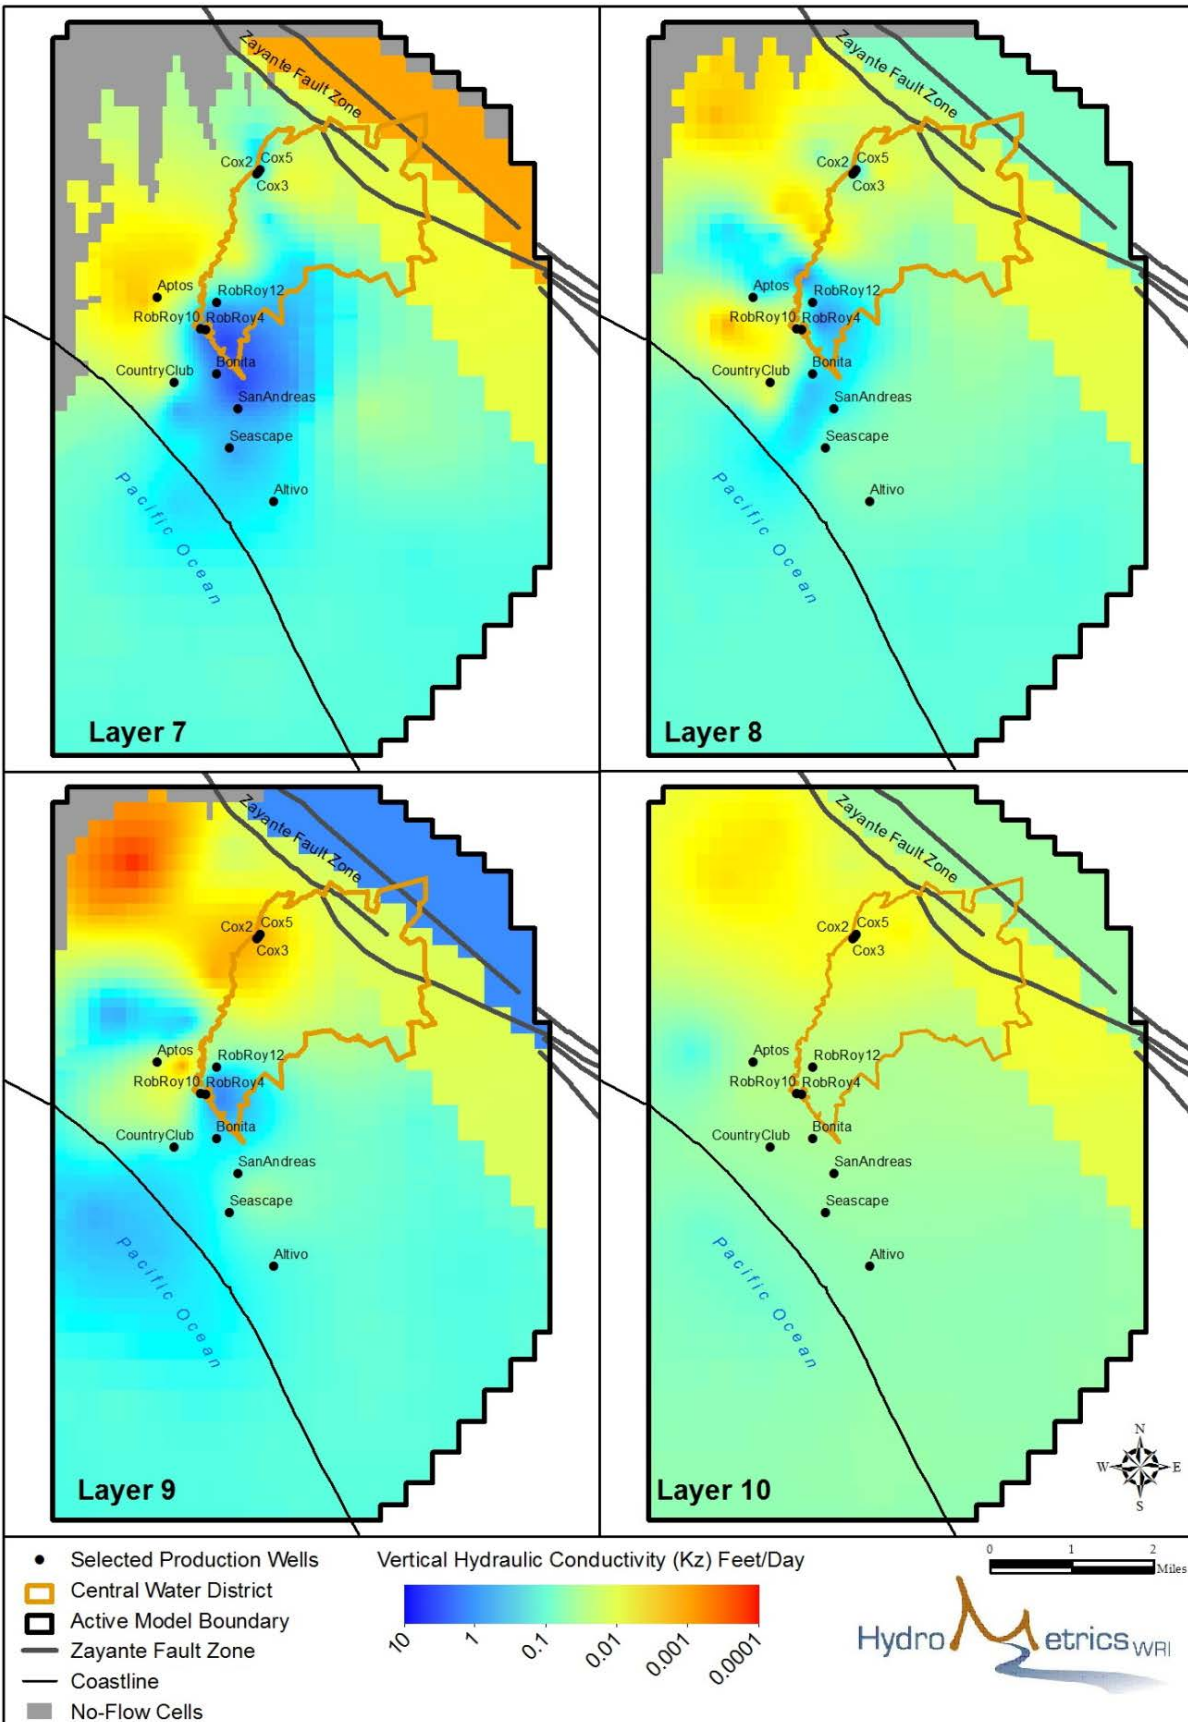 Zayante Fault Zone
Cox2
Cox5
Cox3
Aptos
RobRoy12
RobRoy10
RobRoy4
CountryClub
Bonita
SanAndreas
Seascape
Altivo
Pacific Ocean
Layer 7
Zayante Fault Zone
Cox2
Cox5
Cox3
Aptos
RobRoy12
RobRoy10
RobRoy4
CountryClub
Bonita
SanAndreas
Seascape
Altivo
Pacific Ocean
Layer 8
Zayante Fault Zone
Cox2
Cox5
Cox3
Aptos
RobRoy12
RobRoy10
RobRoy4
CountryClub
Bonita
SanAndreas
Seascape
Altivo
Pacific Ocean
Layer 9
Zayante Fault Zone
Cox2
Cox5
Cox3
Aptos
RobRoy12
RobRoy10
RobRoy4
CountryClub
Bonita
SanAndreas
Seascape
Altivo
Pacific Ocean
Layer 10
N
W
E
S
Selected Production Wells
Central Water District
Active Model Boundary
Zayante Fault Zone
Coastline
No-Flow Cells
Vertical Hydraulic Conductivity (Kz) Feet/Day
10
1
0.1
0.01
0.001
0.0001
0 1 2
Miles
HydroMetrics WRI